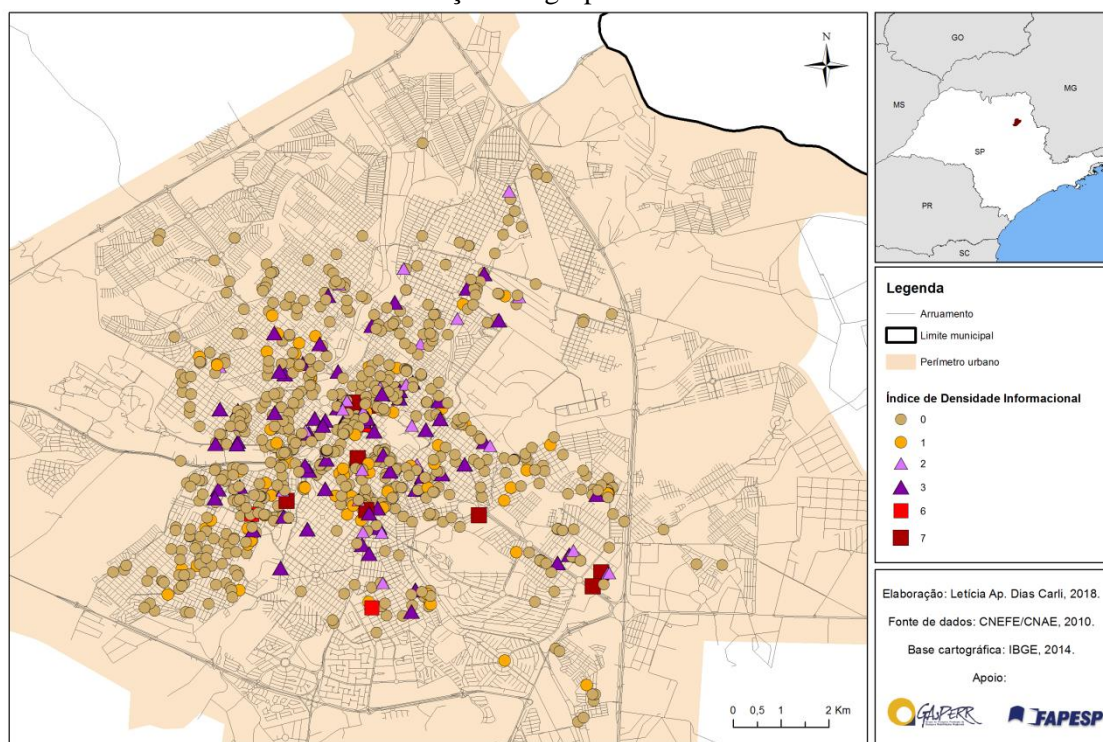 N
GO
MG
MS
SP
PR
SC
Legenda
Arruamento
Limite municipal
Perímetro urbano
Índice de Densidade Informacional
0
1
2
3
6
7
0 0,5 1 2 Km
Elaboração: Letícia Ap. Dias Carli, 2018.
Fonte de dados: CNEFE/CNAE, 2010.
Base cartográfica: IBGE, 2014.
Apoio:
GAsPERR
FAPESP